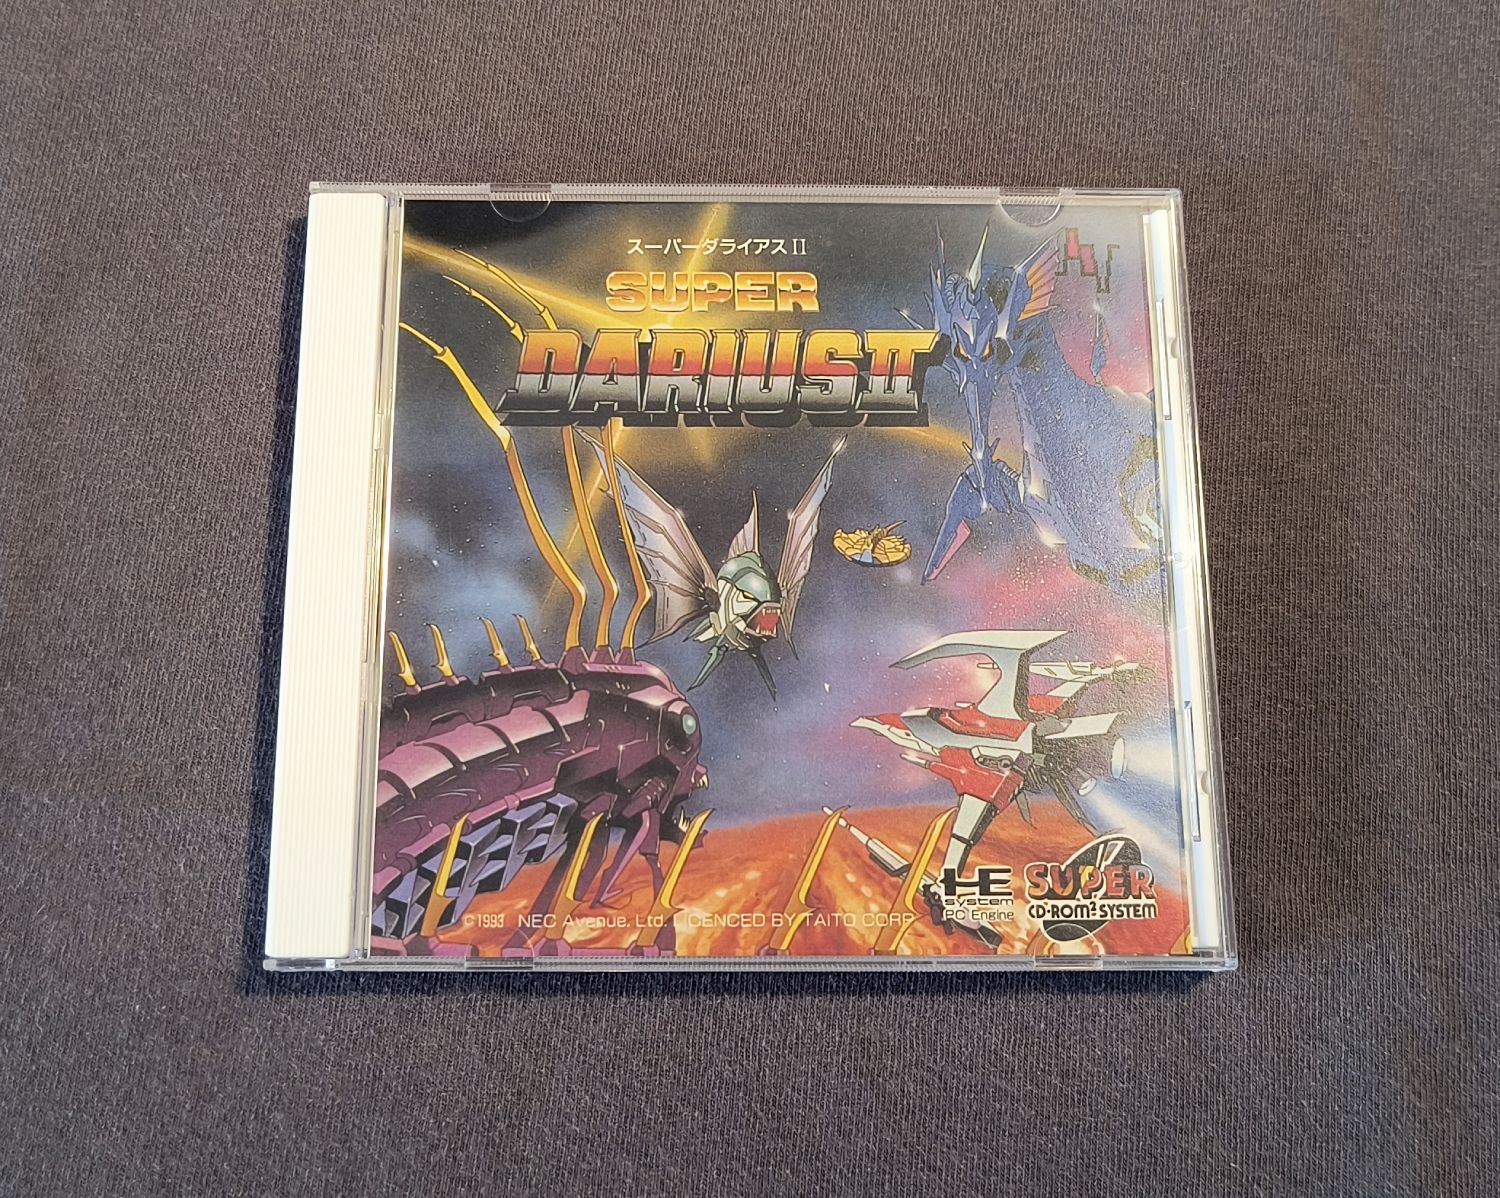 スーパーダライアスII
SUPER
DARIUS II
HE
system
PC Engine
SUPER
CD-ROM² SYSTEM
©1993 NEC Avenue, Ltd. LICENCED BY TAITO CORP